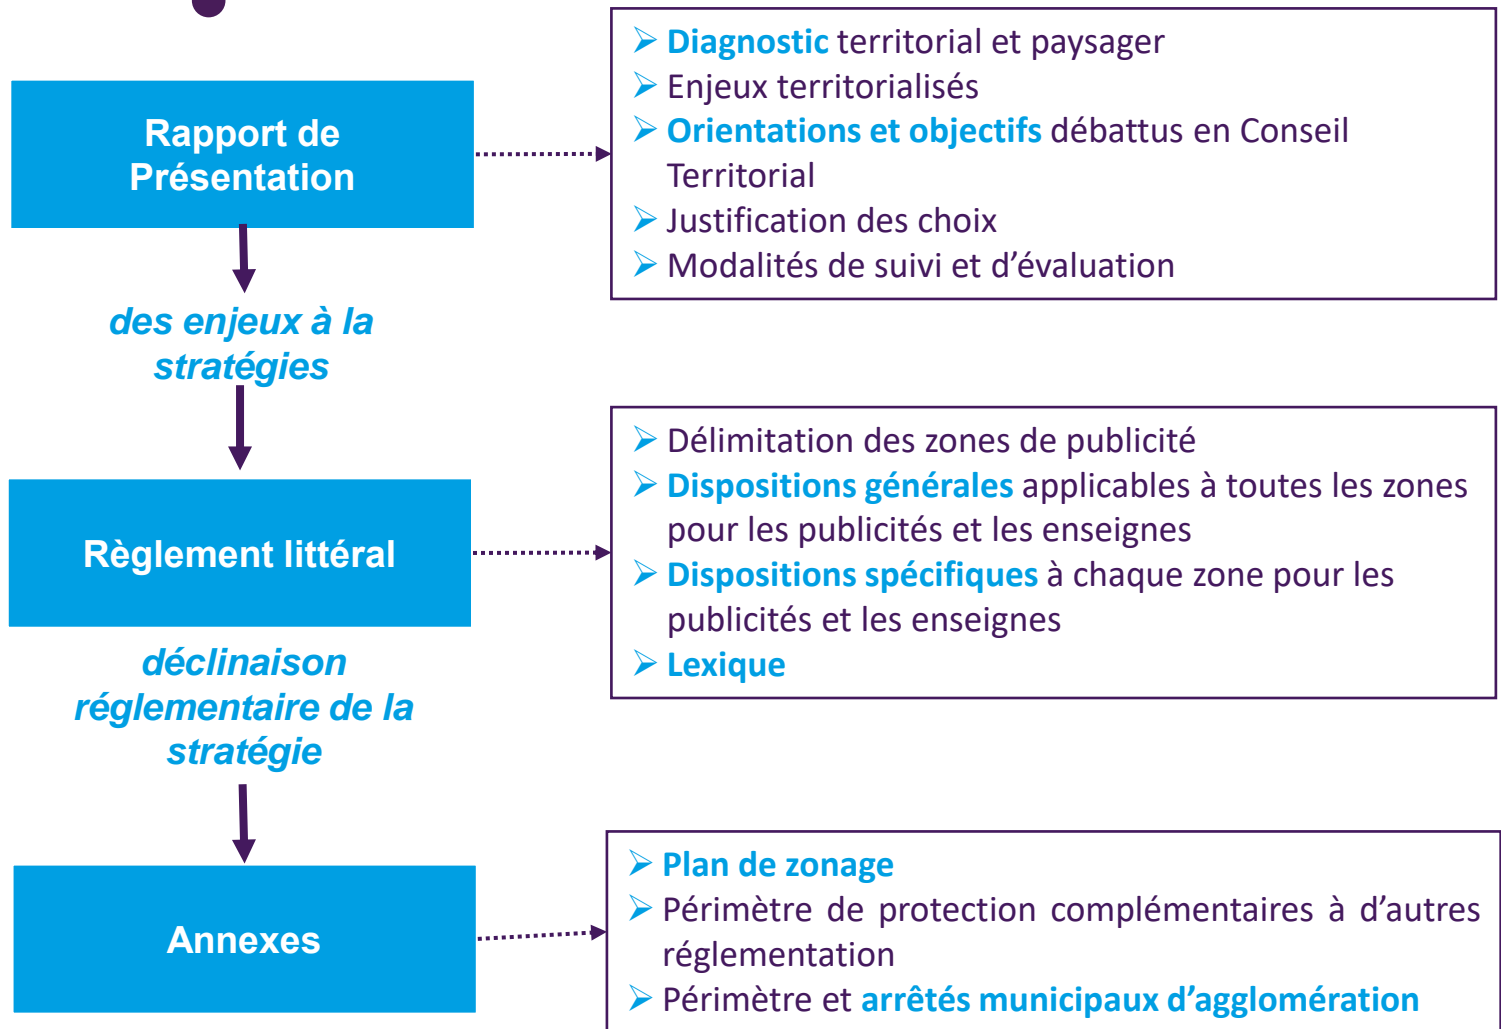 Rapport de
Présentation
➢ Diagnostic territorial et paysager
➢ Enjeux territorialisés
➢ Orientations et objectifs débattus en Conseil
Territorial
➢ Justification des choix
➢ Modalités de suivi et d’évaluation
des enjeux à la
stratégies
Règlement littéral
➢ Délimitation des zones de publicité
➢ Dispositions générales applicables à toutes les zones
pour les publicités et les enseignes
➢ Dispositions spécifiques à chaque zone pour les
publicités et les enseignes
➢ Lexique
déclinaison
réglementaire de la
stratégie
Annexes
➢ Plan de zonage
➢ Périmètre de protection complémentaires à d’autres
réglementation
➢ Périmètre et arrêtés municipaux d’agglomération